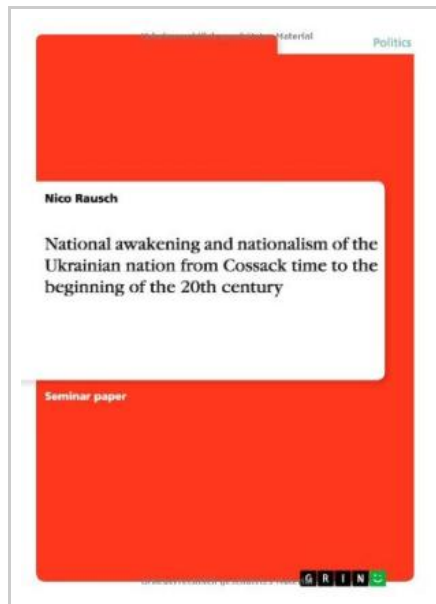 Politics
Nico Rausch
National awakening and nationalism of the
Ukrainian nation from Cossack time to the
beginning of the 20th century
Seminar paper
GRIN